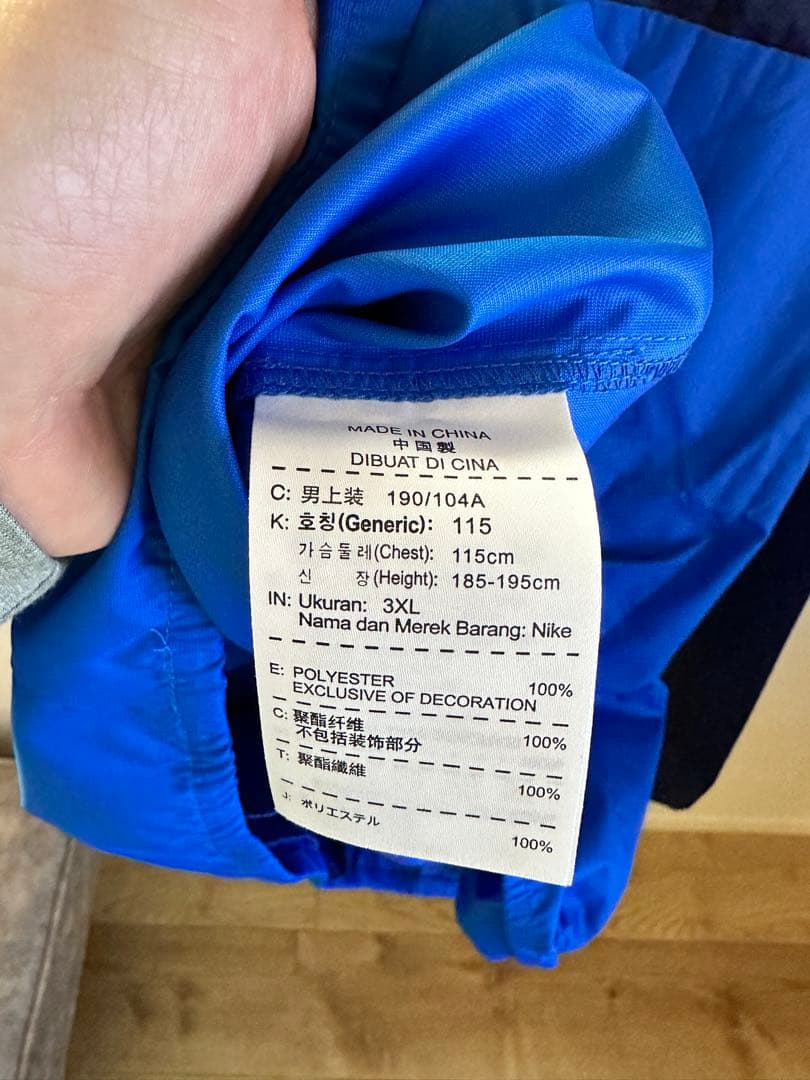 MADE IN CHINA
中国製
DIBUAT DI CINA
C: 男上装 190/104A
K: 호칭(Generic): 115
가슴둘레(Chest): 115cm
신 장(Height): 185-195cm
IN: Ukuran: 3XL
Nama dan Merek Barang: Nike
E: POLYESTER 100%
EXCLUSIVE OF DECORATION
C: 聚酯纤维 100%
不包括装饰部分
T: 聚酯纖維 100%
J: ポリエステル 100%